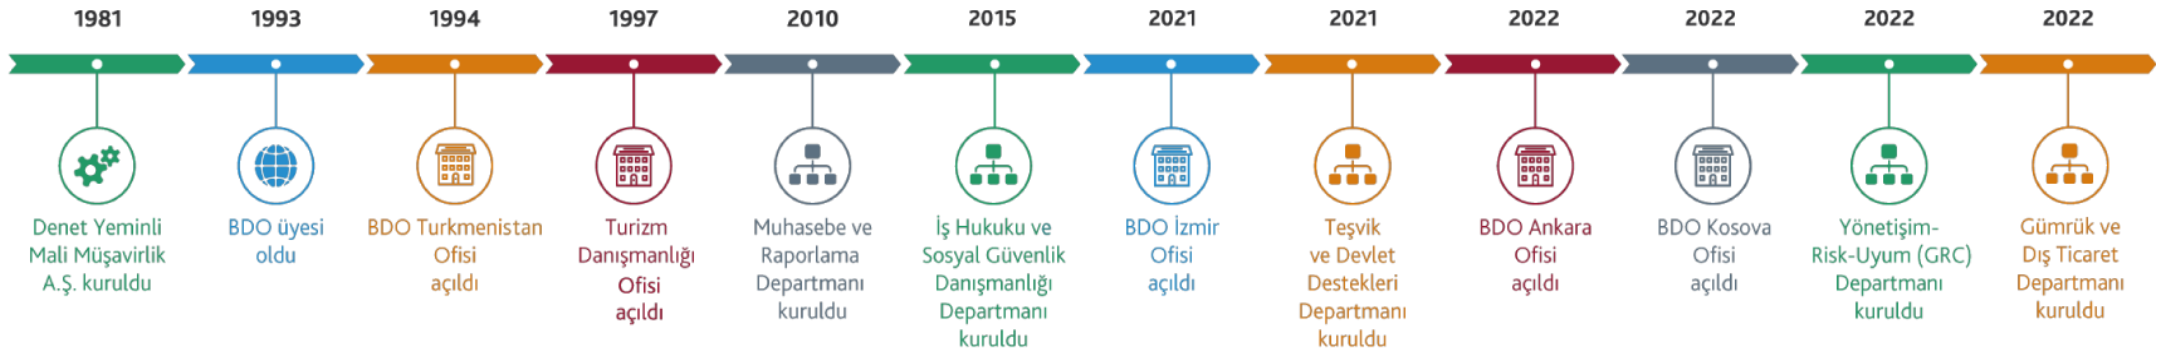 1981
Denet Yeminli
Mali Müşavirlik
A.Ş. kuruldu
1993
BDO üyesi
oldu
1994
BDO Turkmenistan
Ofisi
açıldı
1997
Turizm
Danışmanlığı
Ofisi
açıldı
2010
Muhasebe ve
Raporlama
Departmanı
kuruldu
2015
İş Hukuku ve
Sosyal Güvenlik
Danışmanlığı
Departmanı
kuruldu
2021
BDO İzmir
Ofisi
açıldı
2021
Teşvik
ve Devlet
Destekleri
Departmanı
kuruldu
2022
BDO Ankara
Ofisi
açıldı
2022
BDO Kosova
Ofisi
açıldı
2022
Yönetişim-
Risk-Uyum (GRC)
Departmanı
kuruldu
2022
Gümrük ve
Dış Ticaret
Departmanı
kuruldu